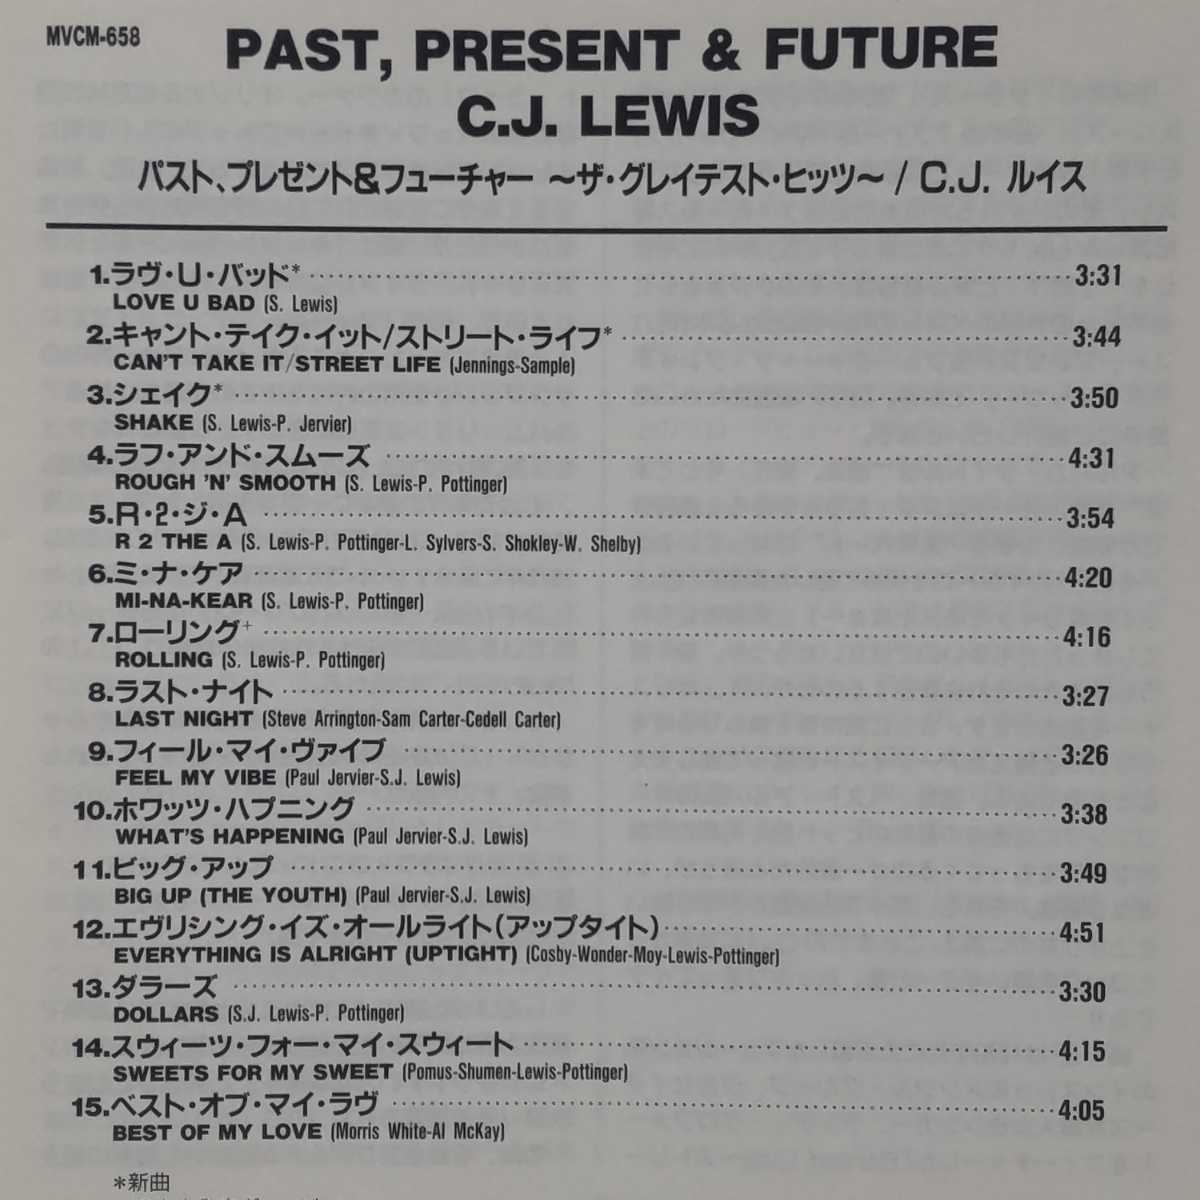 MVCM-658
PAST, PRESENT & FUTURE
C.J. LEWIS
パスト、プレゼント&フューチャー 〜ザ・グレイテスト・ヒッツ〜 / C.J. ルイス
1.ラヴ・U・バッド* 3:31
LOVE U BAD (S. Lewis)
2.キャント・テイク・イット/ストリート・ライフ* 3:44
CAN'T TAKE IT/STREET LIFE (Jennings-Sample)
3.シェイク* 3:50
SHAKE (S. Lewis-P. Jervier)
4.ラフ・アンド・スムーズ 4:31
ROUGH 'N' SMOOTH (S. Lewis-P. Pottinger)
5.R・2・ジ・A 3:54
R 2 THE A (S. Lewis-P. Pottinger-L. Sylvers-S. Shokley-W. Shelby)
6.ミ・ナ・ケア 4:20
MI-NA-KEAR (S. Lewis-P. Pottinger)
7.ローリング+ 4:16
ROLLING (S. Lewis-P. Pottinger)
8.ラスト・ナイト 3:27
LAST NIGHT (Steve Arrington-Sam Carter-Cedell Carter)
9.フィール・マイ・ヴァイブ 3:26
FEEL MY VIBE (Paul Jervier-S.J. Lewis)
10.ホワッツ・ハプニング 3:38
WHAT'S HAPPENING (Paul Jervier-S.J. Lewis)
11.ビッグ・アップ 3:49
BIG UP (THE YOUTH) (Paul Jervier-S.J. Lewis)
12.エヴリシング・イズ・オールライト(アップタイト) 4:51
EVERYTHING IS ALRIGHT (UPTIGHT) (Cosby-Wonder-Moy-Lewis-Pottinger)
13.ダラーズ 3:30
DOLLARS (S.J. Lewis-P. Pottinger)
14.スウィーツ・フォー・マイ・スウィート 4:15
SWEETS FOR MY SWEET (Pomus-Shumen-Lewis-Pottinger)
15.ベスト・オブ・マイ・ラヴ 4:05
BEST OF MY LOVE (Morris White-Al McKay)
*新曲